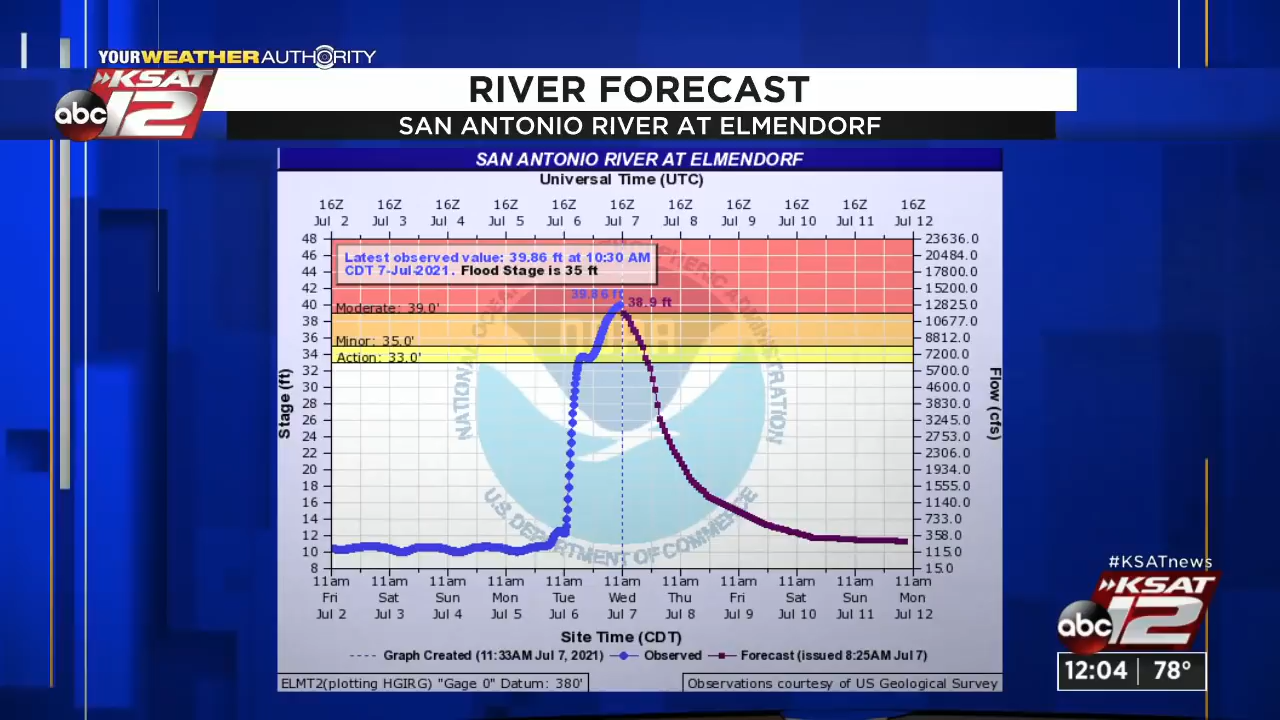 YOURWEATHERAUTHORITY
KSAT
abc 12
RIVER FORECAST
SAN ANTONIO RIVER AT ELMENDORF
SAN ANTONIO RIVER AT ELMENDORF
Universal Time (UTC)
16Z 16Z 16Z 16Z 16Z 16Z 16Z 16Z 16Z 16Z 16Z
Jul 2 Jul 3 Jul 4 Jul 5 Jul 6 Jul 7 Jul 8 Jul 9 Jul 10 Jul 11 Jul 12
48 23636.0
46 20484.0
Latest observed value: 39.86 ft at 10:30 AM
44 17800.0
CDT 7-Jul-2021. Flood Stage is 35 ft
42 15200.0
39.86 ft
38.9 ft
40 12825.0
Moderate: 39.0'
38 10677.0
36 8812.0
Minor: 35.0'
34 7200.0
Action: 33.0'
32 5700.0
30 4600.0
28 3830.0
26 3245.0
24 2753.0
22 2306.0
20 1934.0
18 1555.0
16 1140.0
14 733.0
12 358.0
10 115.0
8 15.0
Stage (ft)
Flow (cfs)
NOAA
U.S. DEPARTMENT OF COMMERCE
11am 11am 11am 11am 11am 11am 11am 11am 11am 11am 11am
Fri Sat Sun Mon Tue Wed Thu Fri Sat Sun Mon
Jul 2 Jul 3 Jul 4 Jul 5 Jul 6 Jul 7 Jul 8 Jul 9 Jul 10 Jul 11 Jul 12
Site Time (CDT)
Graph Created (11:33AM Jul 7, 2021) Observed Forecast (issued 8:25AM Jul 7)
ELMT2(plotting HGIRG) "Gage 0" Datum: 380' Observations courtesy of US Geological Survey
#KSATnews
KSAT
abc 12
12:04 78°